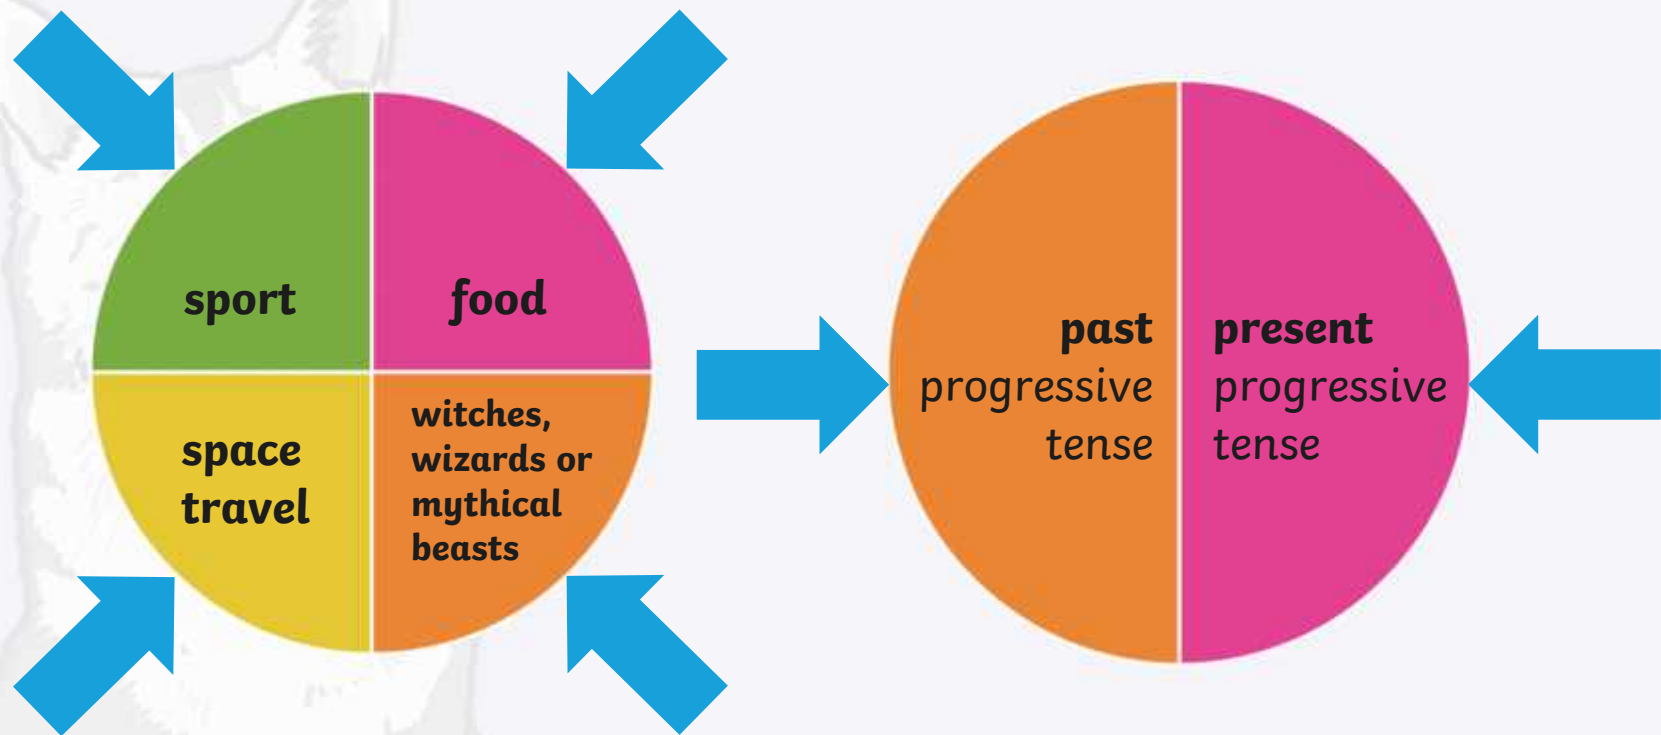 sport
food
space
travel
witches,
wizards or
mythical
beasts
past
progressive
tense
present
progressive
tense